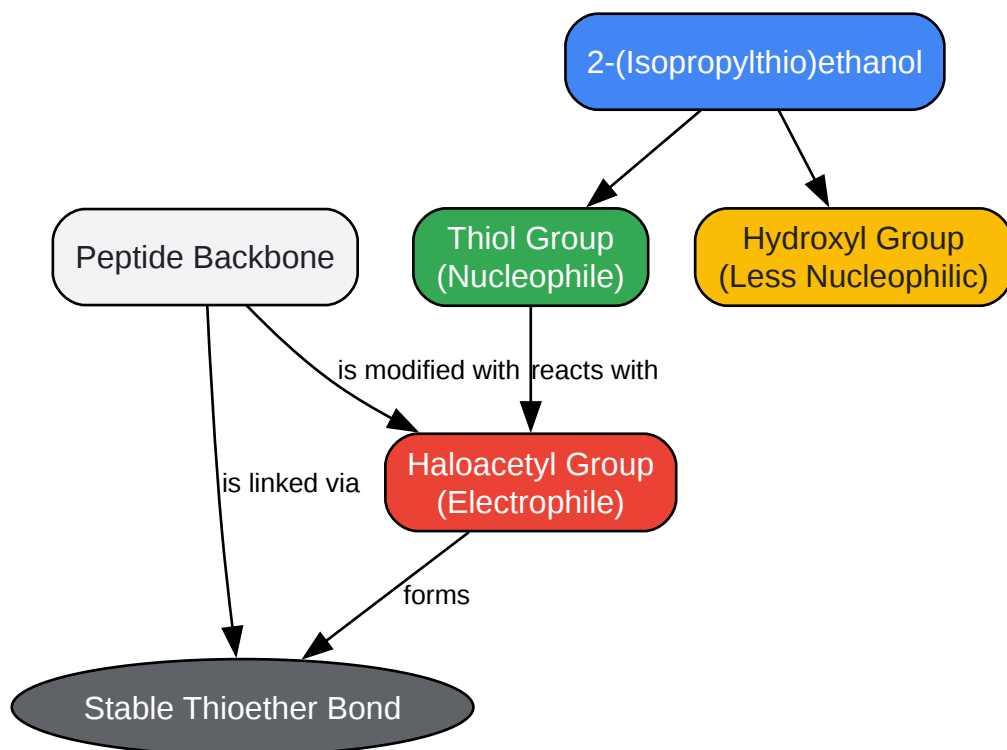 2-(Isopropylthio)ethanol
Peptide Backbone
Thiol Group
(Nucleophile)
Hydroxyl Group
(Less Nucleophilic)
is modified with
reacts with
Haloacetyl Group
(Electrophile)
is linked via
forms
Stable Thioether Bond